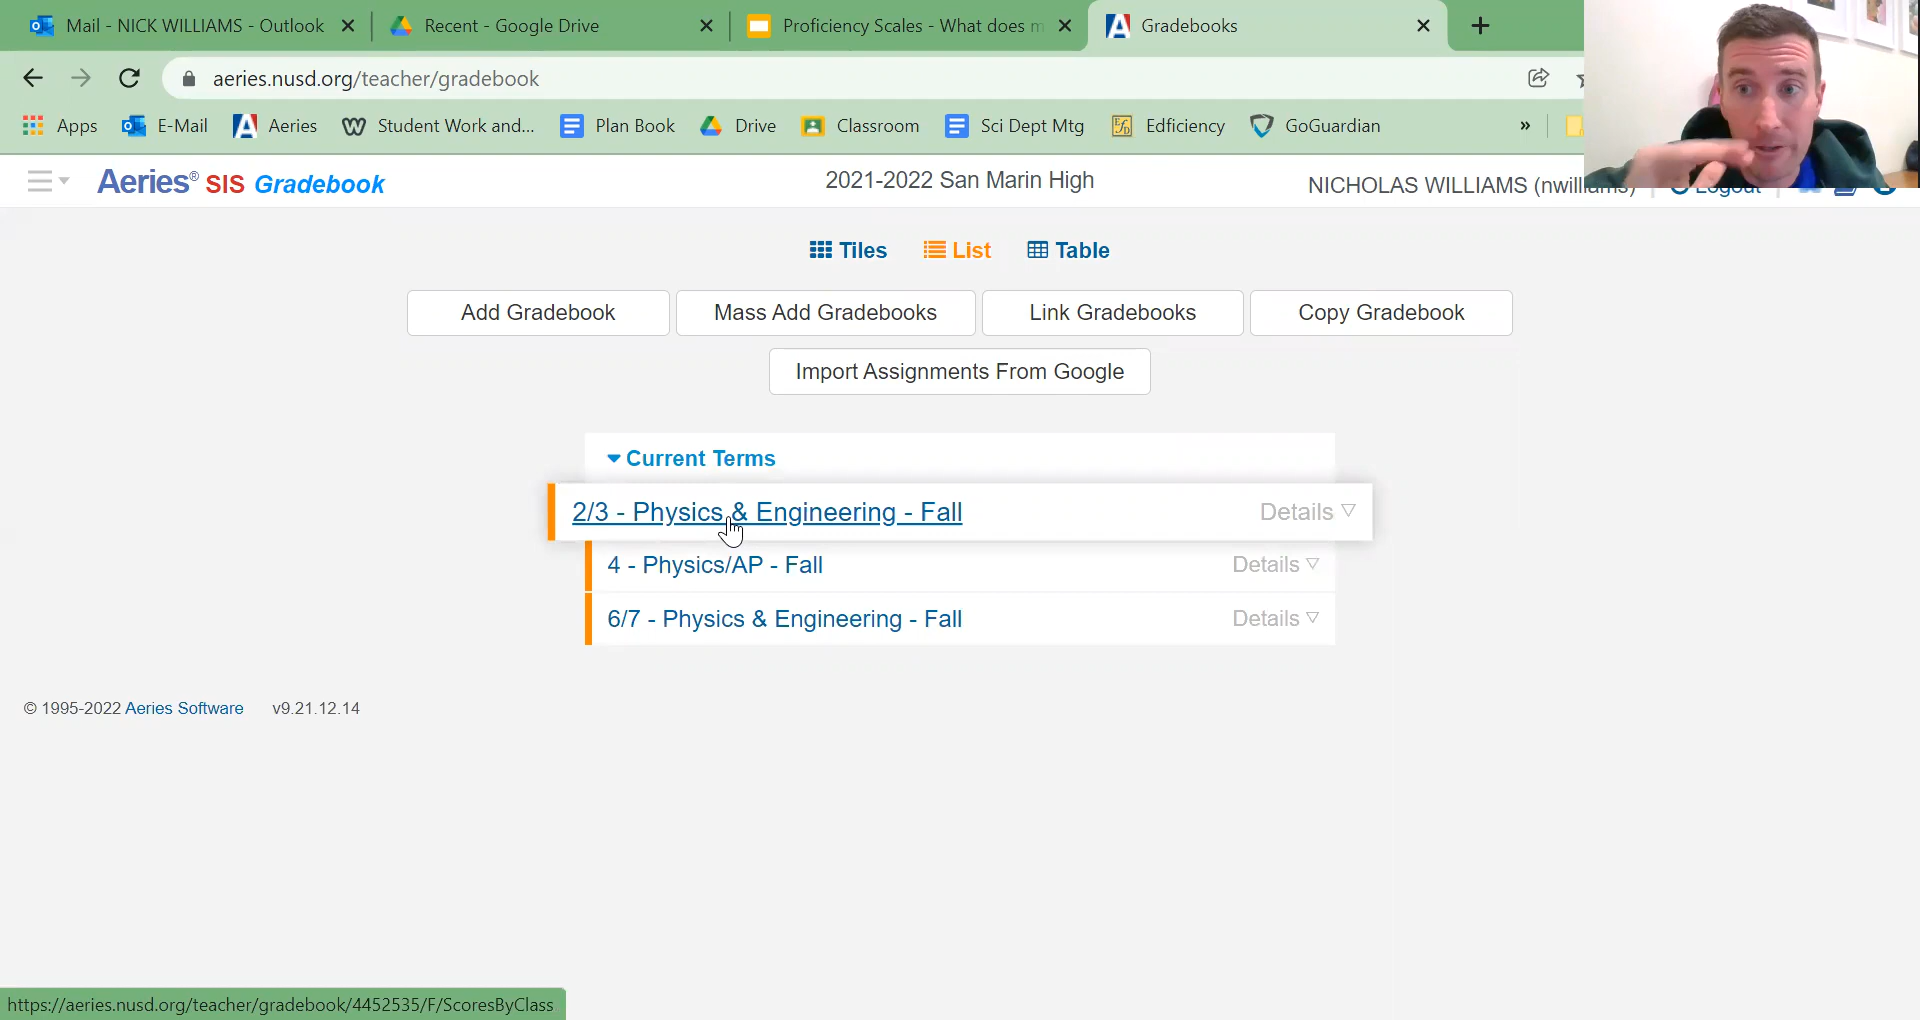 Mail - NICK WILLIAMS - Outlook
Recent - Google Drive
Proficiency Scales - What does m
Gradebooks
aeries.nusd.org/teacher/gradebook
Apps
E-Mail
Aeries
Student Work and...
Plan Book
Drive
Classroom
Sci Dept Mtg
Edficiency
GoGuardian
»
Aeries® SIS Gradebook
2021-2022 San Marin High
NICHOLAS WILLIAMS (nwilliams)
Logout
Tiles
List
Table
Add Gradebook
Mass Add Gradebooks
Link Gradebooks
Copy Gradebook
Import Assignments From Google
Current Terms
2/3 - Physics & Engineering - Fall
Details
4 - Physics/AP - Fall
Details
6/7 - Physics & Engineering - Fall
Details
© 1995-2022 Aeries Software v9.21.12.14
https://aeries.nusd.org/teacher/gradebook/4452535/F/ScoresByClass